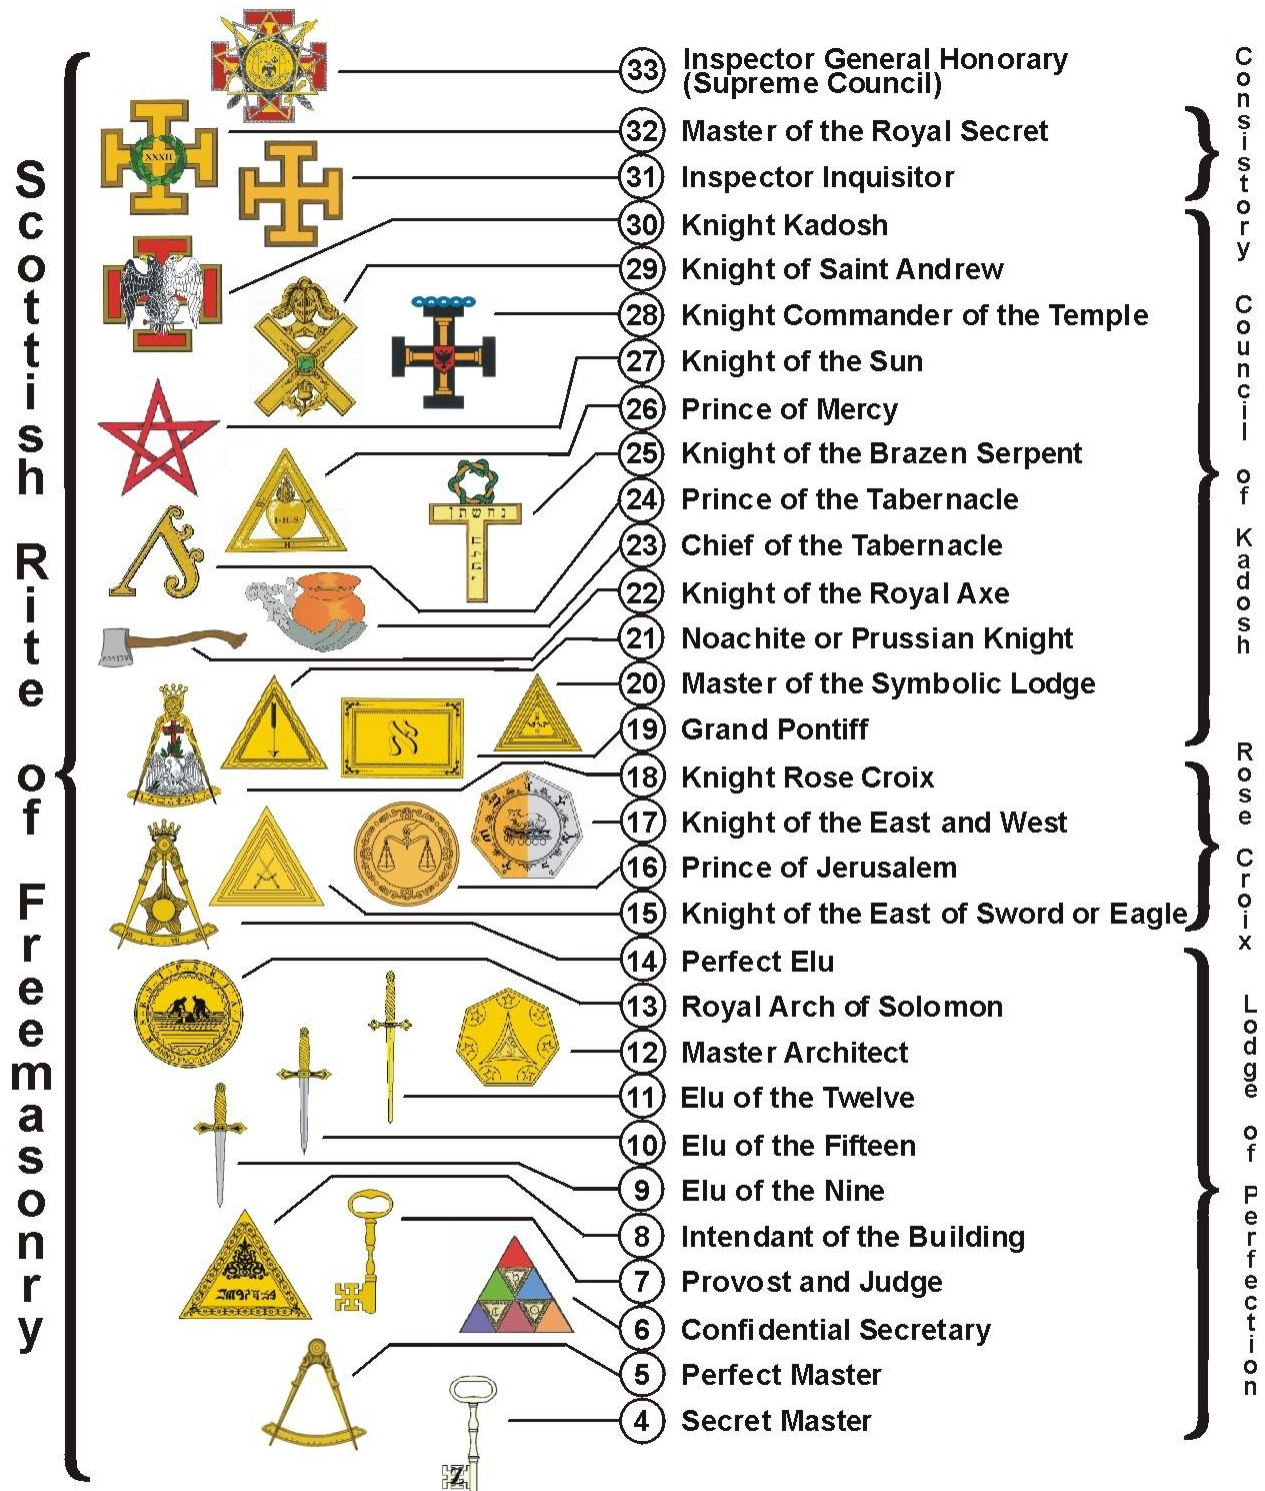 Scottish Rite of Freemasonry
33 Inspector General Honorary
(Supreme Council)
32 Master of the Royal Secret
31 Inspector Inquisitor
30 Knight Kadosh
29 Knight of Saint Andrew
28 Knight Commander of the Temple
27 Knight of the Sun
26 Prince of Mercy
25 Knight of the Brazen Serpent
24 Prince of the Tabernacle
23 Chief of the Tabernacle
22 Knight of the Royal Axe
21 Noachite or Prussian Knight
20 Master of the Symbolic Lodge
19 Grand Pontiff
18 Knight Rose Croix
17 Knight of the East and West
16 Prince of Jerusalem
15 Knight of the East of Sword or Eagle
14 Perfect Elu
13 Royal Arch of Solomon
12 Master Architect
11 Elu of the Twelve
10 Elu of the Fifteen
9 Elu of the Nine
8 Intendant of the Building
7 Provost and Judge
6 Confidential Secretary
5 Perfect Master
4 Secret Master
Consistory
Council of Kadosh
Rose Croix
Lodge of Perfection
XXXII
I.H.S.
Z